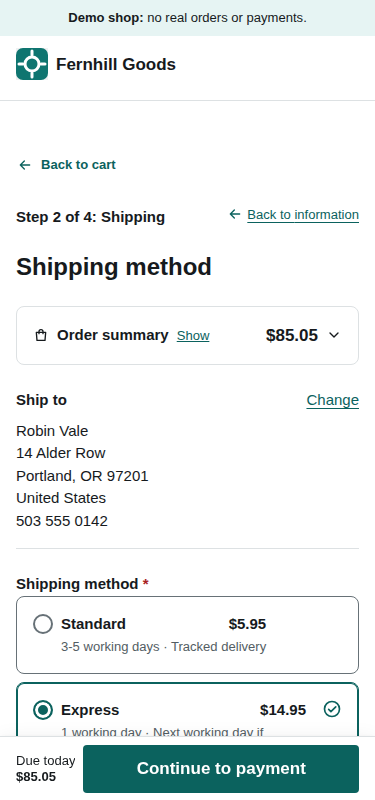 Demo shop: no real orders or payments.
Fernhill Goods
Back to cart
Step 2 of 4: Shipping
Back to information
Shipping method
Order summary Show $85.05
Ship to
Change
Robin Vale
14 Alder Row
Portland, OR 97201
United States
503 555 0142
Shipping method *
Standard $5.95
3-5 working days · Tracked delivery
Express $14.95
1 working day · Next working day if
Due today
$85.05
Continue to payment